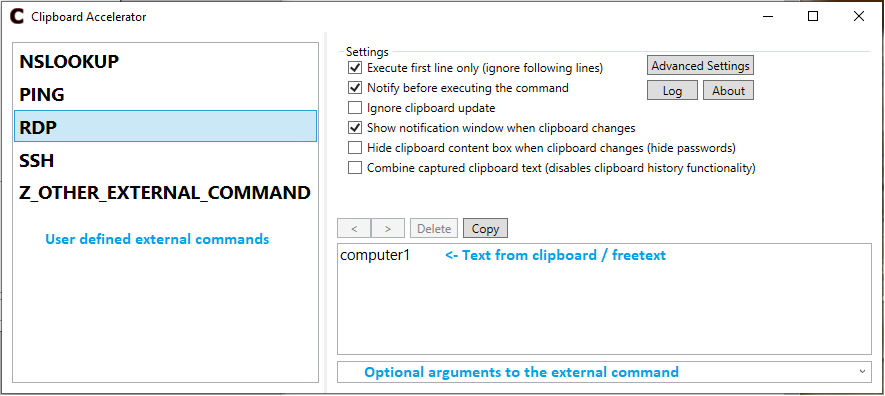 Clipboard Accelerator
NSLOOKUP
PING
RDP
SSH
Z_OTHER_EXTERNAL_COMMAND
User defined external commands
Settings
Execute first line only (ignore following lines)
Notify before executing the command
Ignore clipboard update
Show notification window when clipboard changes
Hide clipboard content box when clipboard changes (hide passwords)
Combine captured clipboard text (disables clipboard history functionality)
Advanced Settings
Log About
< > Delete Copy
computer1 <- Text from clipboard / freetext
Optional arguments to the external command